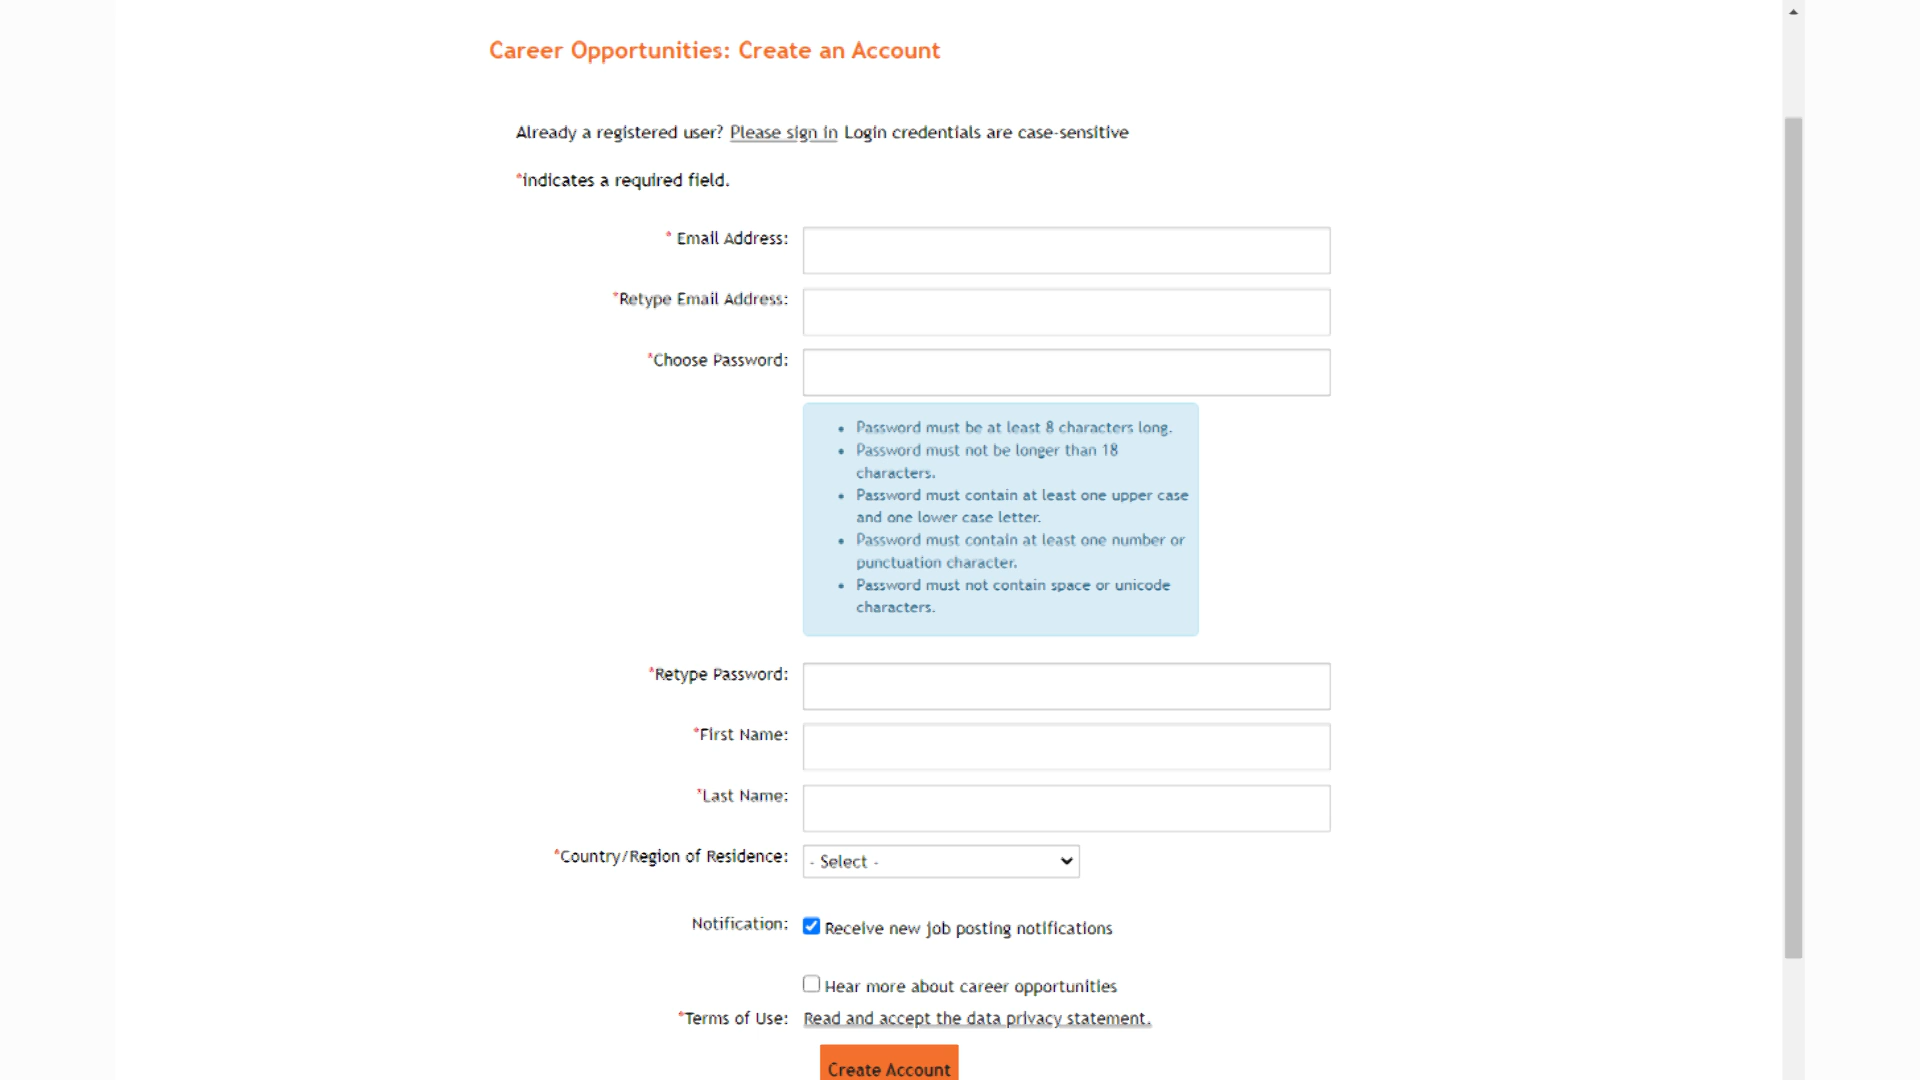 Career Opportunities: Create an Account
Already a registered user? Please sign in Login credentials are case-sensitive
*indicates a required field.
* Email Address:
*Retype Email Address:
*Choose Password:
• Password must be at least 8 characters long.
• Password must not be longer than 18
characters.
• Password must contain at least one upper case
and one lower case letter.
• Password must contain at least one number or
punctuation character.
• Password must not contain space or unicode
characters.
*Retype Password:
*First Name:
*Last Name:
*Country/Region of Residence: - Select -
Notification: Receive new job posting notifications
Hear more about career opportunities
*Terms of Use: Read and accept the data privacy statement.
Create Account